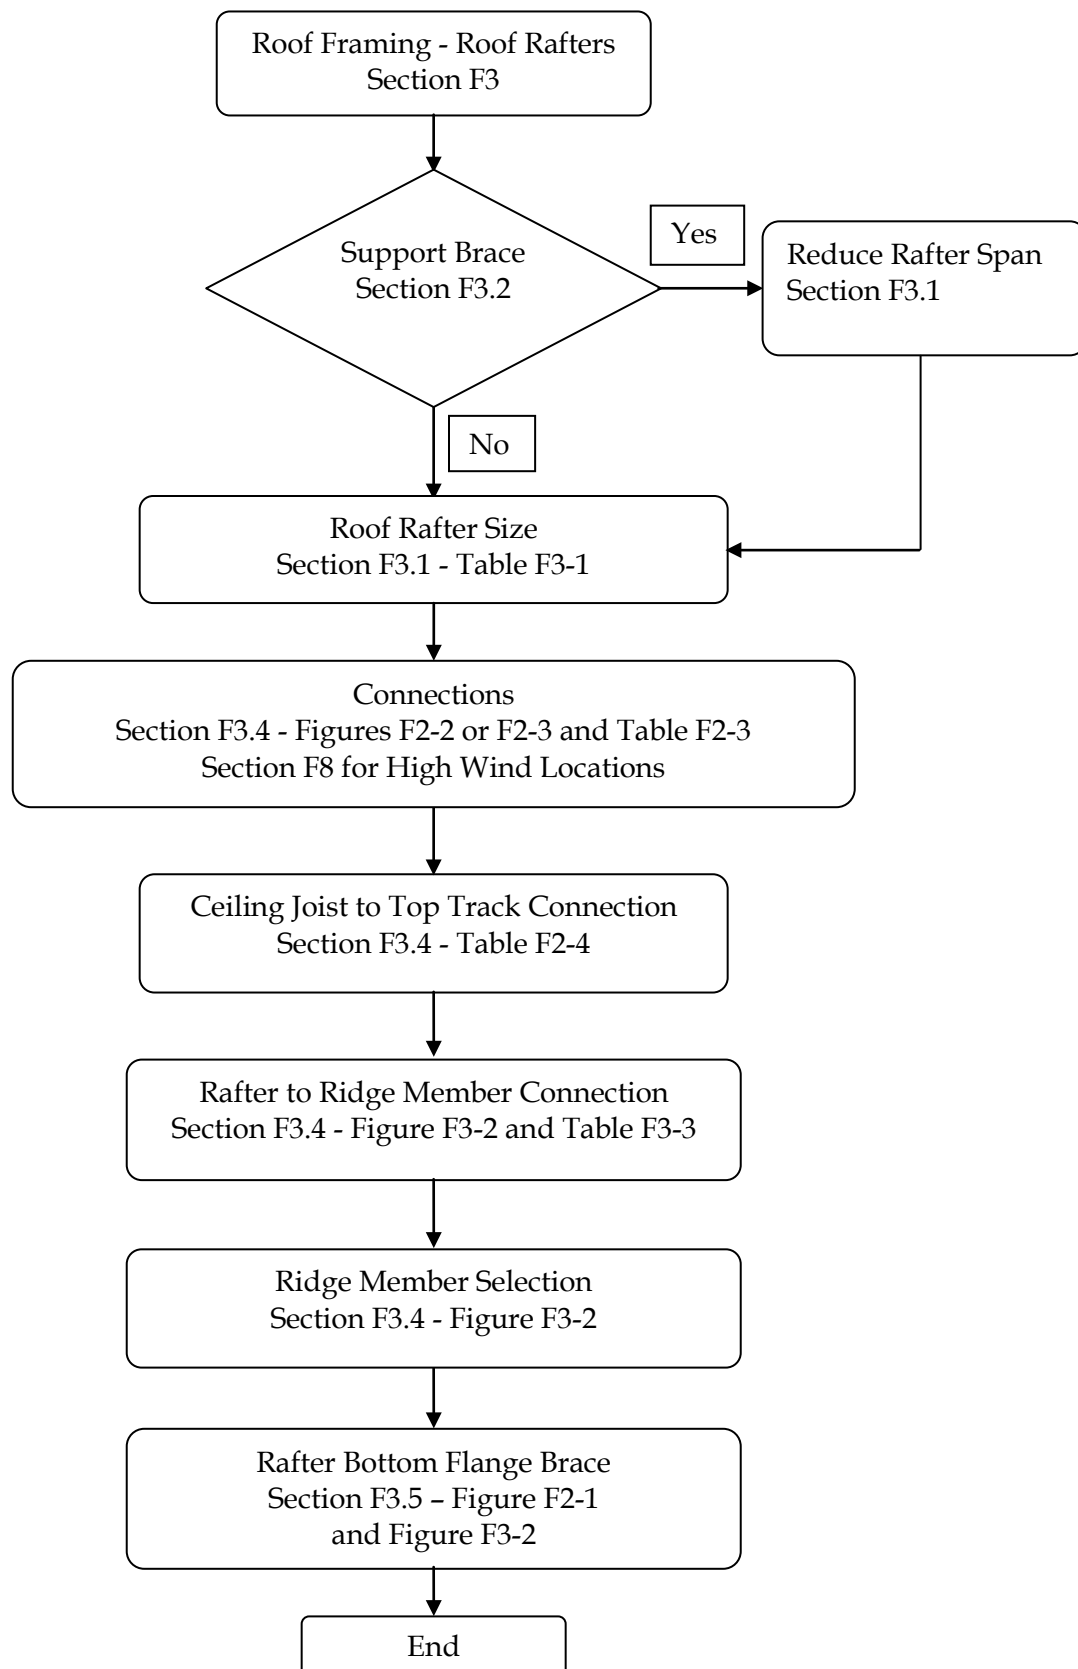 Roof Framing - Roof Rafters
Section F3
Support Brace
Section F3.2
Yes
Reduce Rafter Span
Section F3.1
No
Roof Rafter Size
Section F3.1 - Table F3-1
Connections
Section F3.4 - Figures F2-2 or F2-3 and Table F2-3
Section F8 for High Wind Locations
Ceiling Joist to Top Track Connection
Section F3.4 - Table F2-4
Rafter to Ridge Member Connection
Section F3.4 - Figure F3-2 and Table F3-3
Ridge Member Selection
Section F3.4 - Figure F3-2
Rafter Bottom Flange Brace
Section F3.5 – Figure F2-1
and Figure F3-2
End